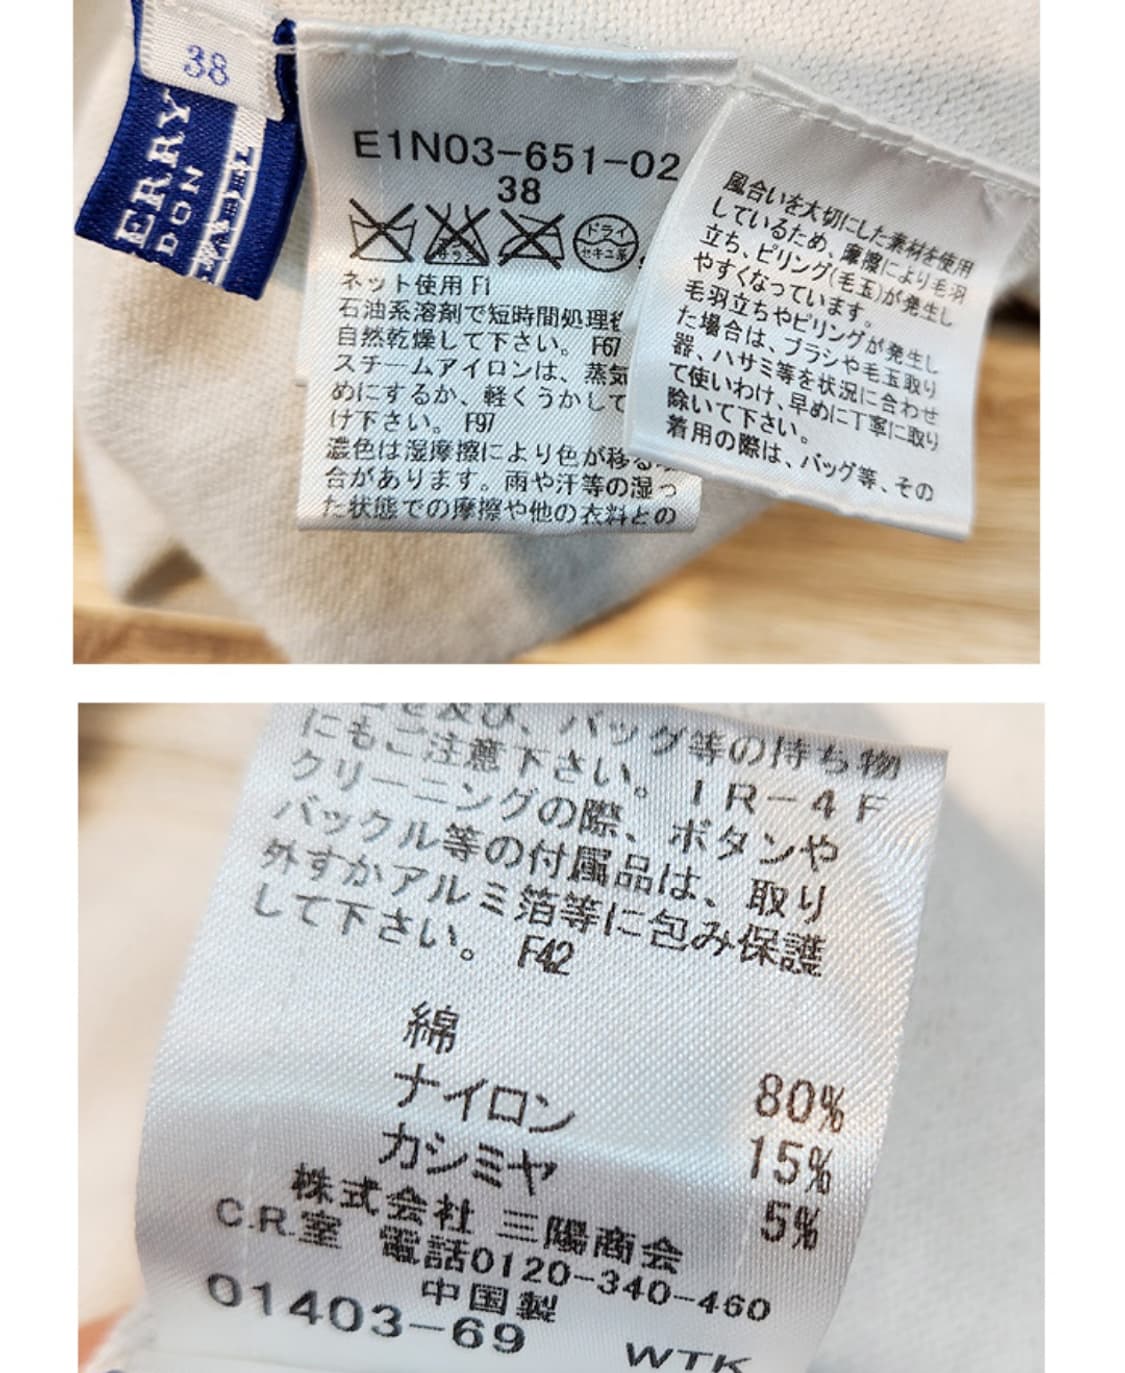 38
ERRY
DON
E1N03-651-02
38
ドライ
セキユ系
ネット使用 F1
石油系溶剤で短時間処理
自然乾燥して下さい。 F67
スチームアイロンは、蒸気
めにするか、軽くうかして
け下さい。 F97
濃色は湿摩擦により色が移る
合があります。雨や汗等の湿っ
た状態での摩擦や他の衣料との
風合いを大切にした素材を使用
しているため、摩擦により毛羽
立ち、ピリング(毛玉)が発生し
やすくなっています。
毛羽立ちやピリングが発生し
た場合は、ブラシや毛玉取り
器、ハサミ等を状況に合わせ
て使いわけ、早めに丁寧に取り
除いて下さい。
着用の際は、バッグ等、その
及び、バッグ等の持ち物
にもご注意下さい。 IR-4F
クリーニングの際、ボタンや
バックル等の付属品は、取り
外すかアルミ箔等に包み保護
して下さい。 F42
綿 80%
ナイロン 15%
カシミヤ 5%
株式会社 三陽商会
C.R.室 電話0120-340-460
中国製
01403-69 WTK